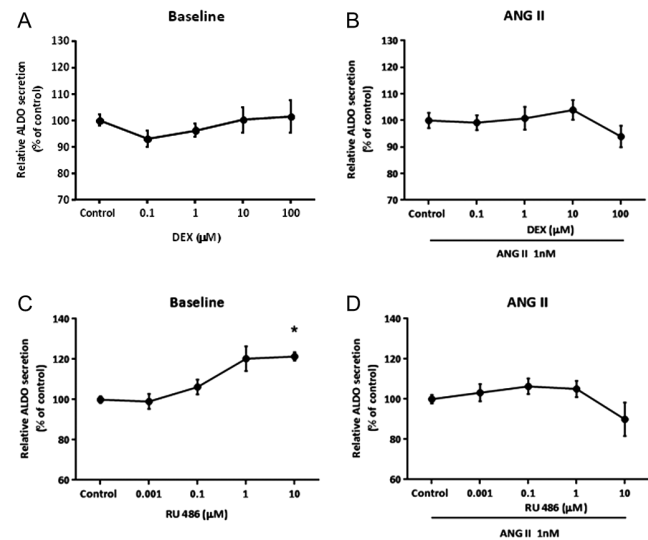 A
Baseline
Relative ALDO secretion
(% of control)
130
120
110
100
90
80
70
Control 0.1 1 10 100
DEX (µM)
B
ANG II
Relative ALDO secretion
(% of control)
130
120
110
100
90
80
70
Control 0.1 1 10 100
DEX (µM)
ANG II 1nM
C
Baseline
Relative ALDO secretion
(% of control)
140
120
100
80
60
*
Control 0.001 0.1 1 10
RU 486 (µM)
D
ANG II
Relative ALDO secretion
(% of control)
140
120
100
80
60
Control 0.001 0.1 1 10
RU 486 (µM)
ANG II 1nM